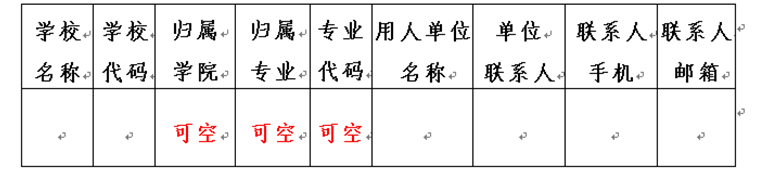 学校 学校 归属 归属 专业 用人单位 单位 联系人 联系人
名称 代码 学院 专业 代码 名称 联系人 手机 邮箱
可空 可空 可空